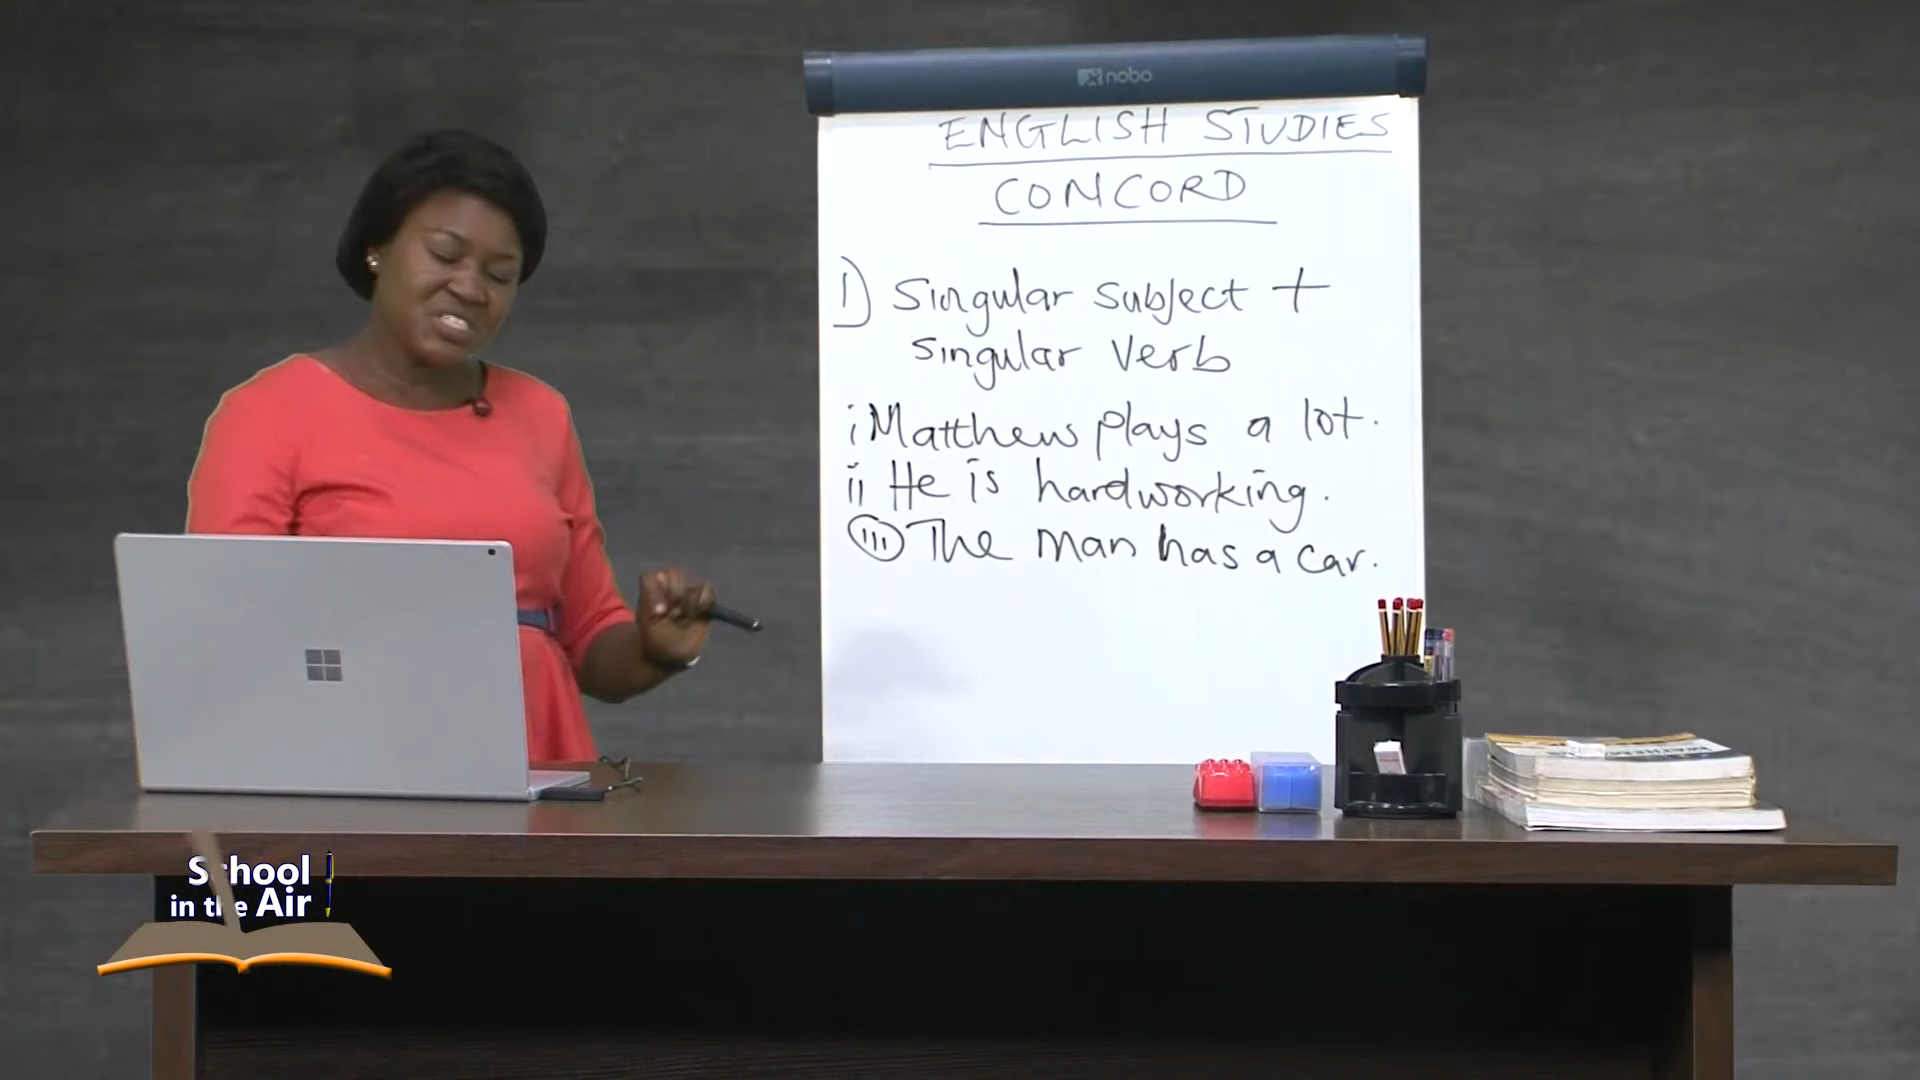 nobo
ENGLISH STUDIES
CONCORD
1) Singular subject +
singular verb
i Matthew plays a lot.
ii He is hardworking.
iii The man has a car.
School
in the Air